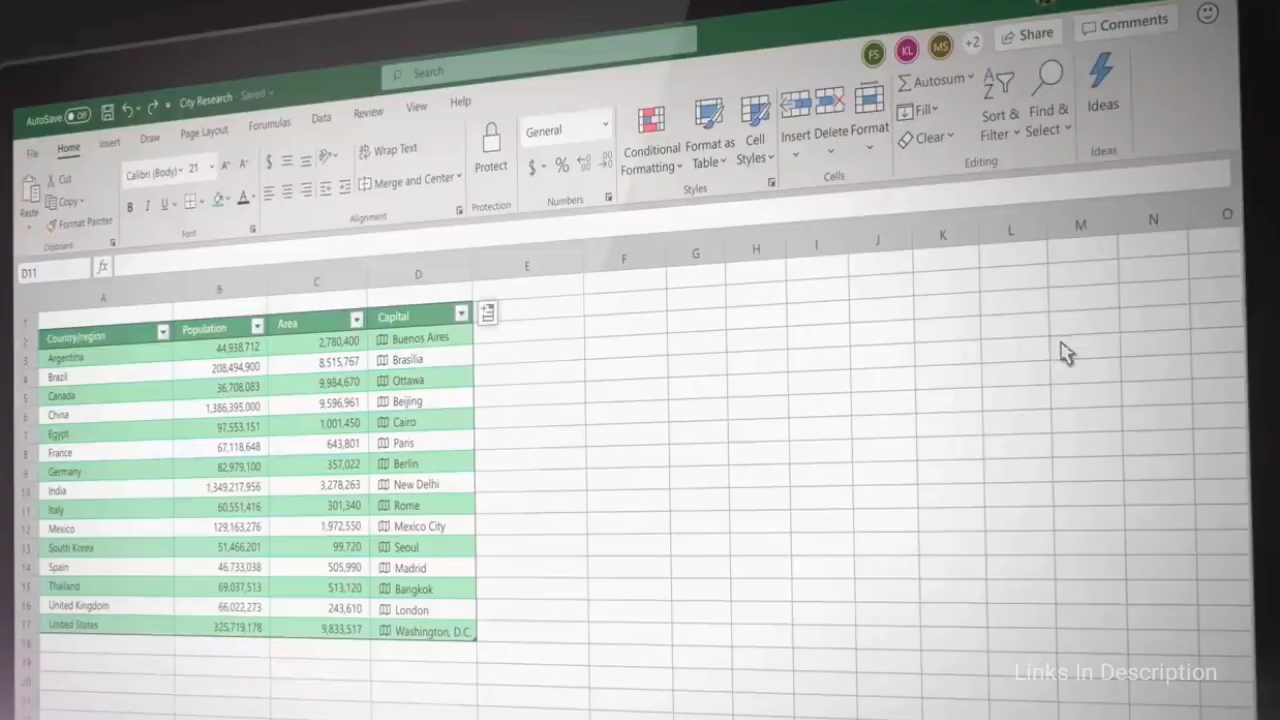 Search
FS KL MS +2 Share Comments
AutoSave Off City Research Saved
File Home Insert Draw Page Layout Forumulas Data Review View Help
Paste
Cut
Copy
Format Painter
Clipboard
Calibri (Body) 21
B I U A
Font
Wrap Text
Merge and Center
Alignment
Protect
Protection
General
$ %
Numbers
Conditional Formatting
Format as Table
Cell Styles
Styles
Insert Delete Format
Cells
Autosum
Fill
Clear
Sort & Filter
Find & Select
Editing
Ideas
Ideas
D11 fx
A B C D E F G H I J K L M N O
Country/region Population Area Capital
Argentina 44,938,712 2,780,400 Buenos Aires
Brazil 208,494,900 8,515,767 Brasilia
Canada 36,708,083 9,984,670 Ottawa
China 1,386,395,000 9,596,961 Beijing
Egypt 97,553,151 1,001,450 Cairo
France 67,118,648 643,801 Paris
Germany 82,979,100 357,022 Berlin
India 1,349,217,956 3,278,263 New Delhi
Italy 60,551,416 301,340 Rome
Mexico 129,163,276 1,972,550 Mexico City
South Korea 51,466,201 99,720 Seoul
Spain 46,733,038 505,990 Madrid
Thailand 69,037,513 513,120 Bangkok
United Kingdom 66,022,273 243,610 London
United States 325,719,178 9,833,517 Washington, D.C.
Links In Description